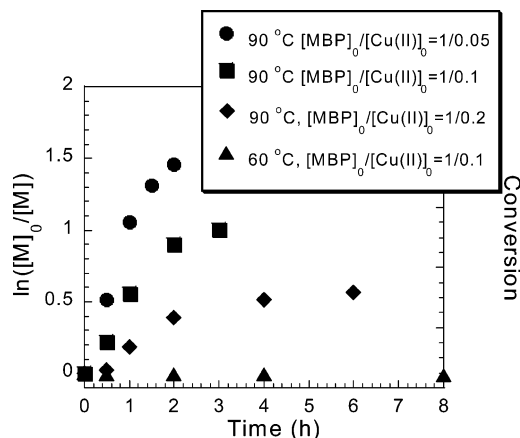 90 °C [MBP]₀/[Cu(II)]₀=1/0.05
90 °C [MBP]₀/[Cu(II)]₀=1/0.1
90 °C, [MBP]₀/[Cu(II)]₀=1/0.2
60 °C, [MBP]₀/[Cu(II)]₀=1/0.1
2
1.5
1
0.5
0
ln([M]₀/[M])
Conversion
0 1 2 3 4 5 6 7 8
Time (h)